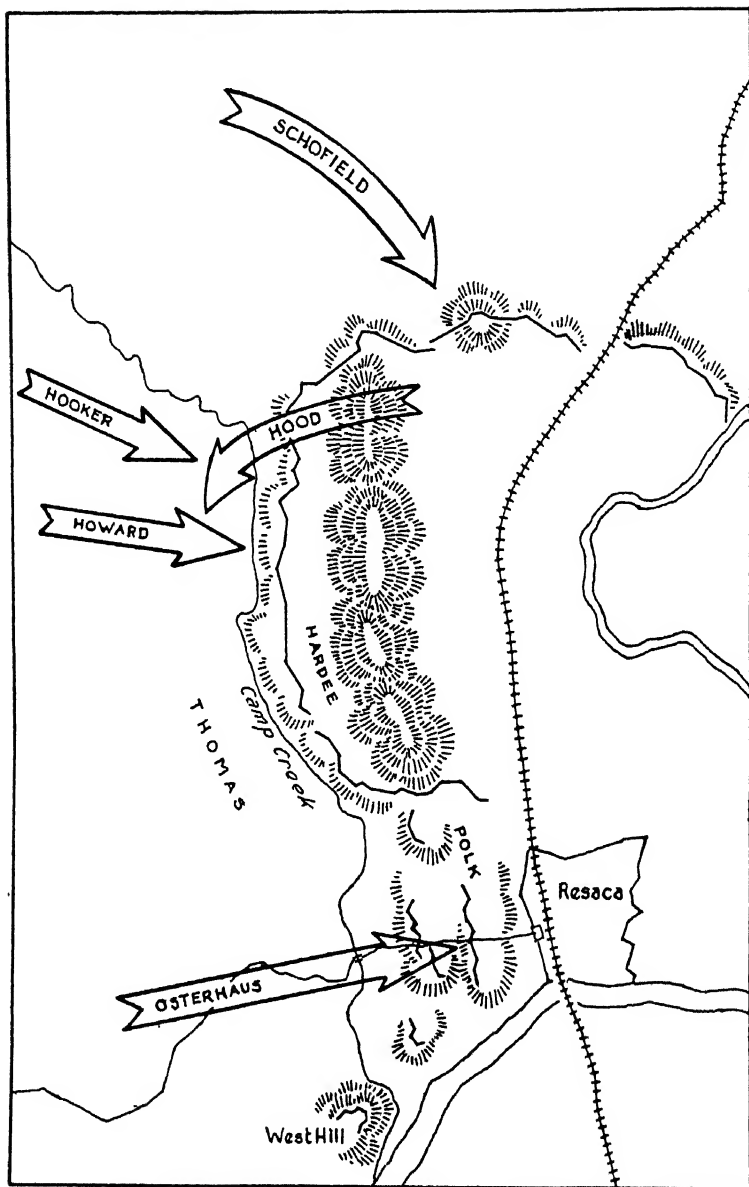 SCHOFIELD
HOOKER
HOOD
HOWARD
HARDEE
THOMAS
Camp Creek
POLK
Resaca
OSTERHAUS
West Hill